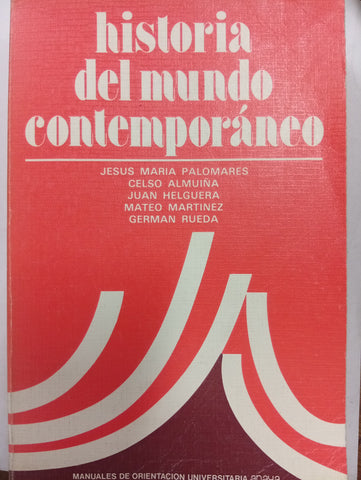 historia
del mundo
contemporáneo
JESUS MARIA PALOMARES
CELSO ALMUIÑA
JUAN HELGUERA
MATEO MARTINEZ
GERMAN RUEDA
MANUALES DE ORIENTACION UNIVERSITARIA anaya